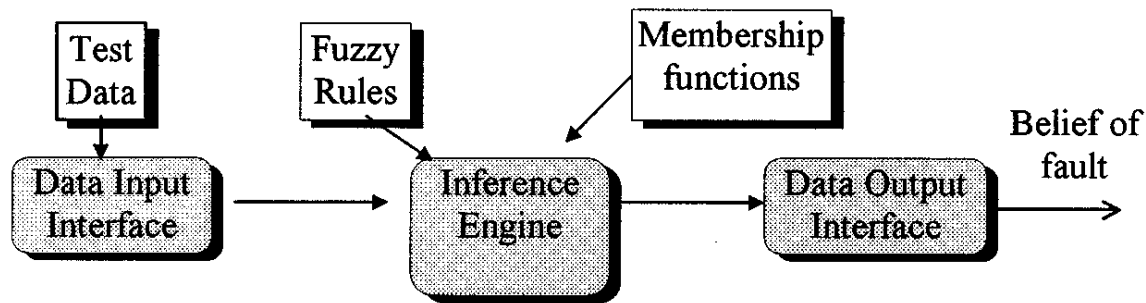 Test
Data
Fuzzy
Rules
Membership
functions
Data Input
Interface
Inference
Engine
Data Output
Interface
Belief of
fault